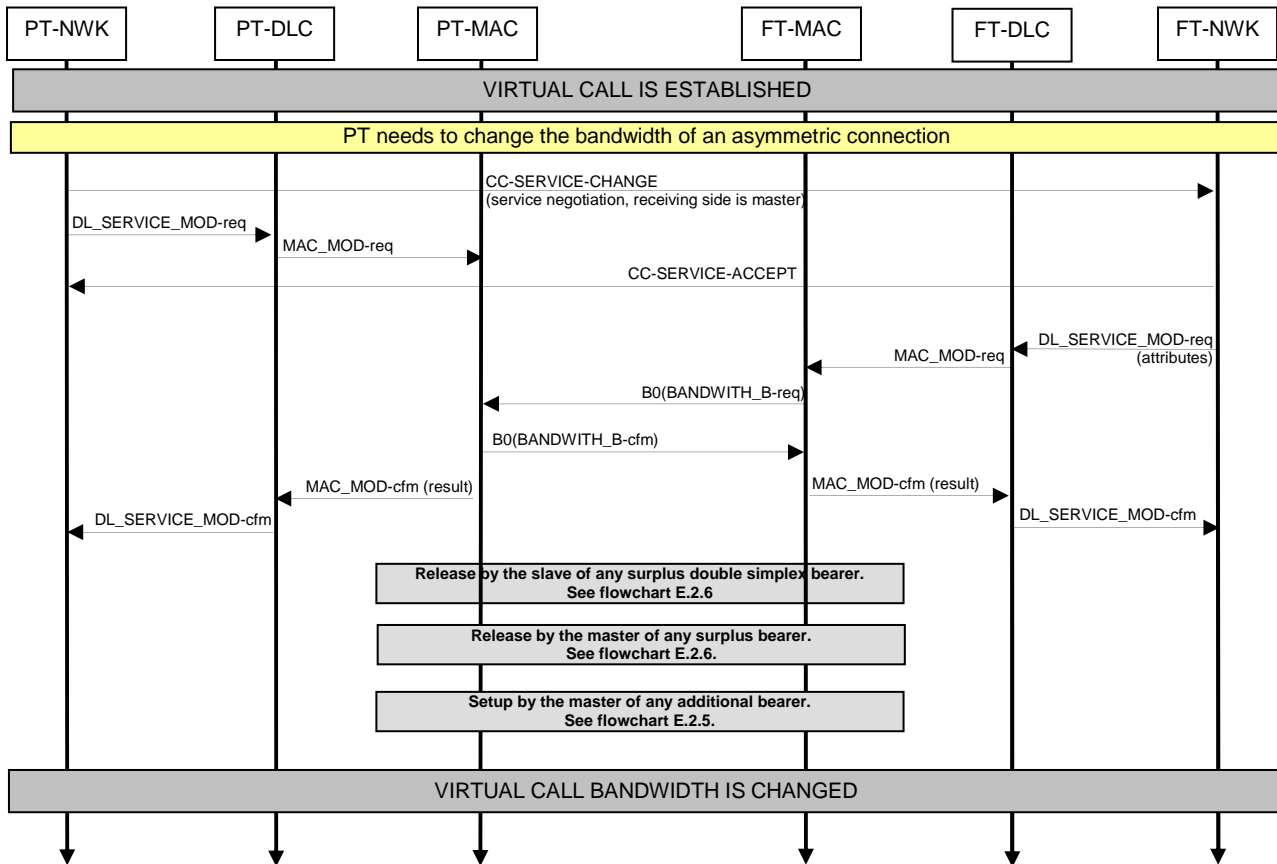 PT-NWK PT-DLC PT-MAC FT-MAC FT-DLC FT-NWK
VIRTUAL CALL IS ESTABLISHED
PT needs to change the bandwidth of an asymmetric connection
CC-SERVICE-CHANGE
(service negotiation, receiving side is master)
DL_SERVICE_MOD-req
MAC_MOD-req
CC-SERVICE-ACCEPT
DL_SERVICE_MOD-req
(attributes)
MAC_MOD-req
B0(BANDWITH_B-req)
B0(BANDWITH_B-cfm)
MAC_MOD-cfm (result)
MAC_MOD-cfm (result)
DL_SERVICE_MOD-cfm
DL_SERVICE_MOD-cfm
Release by the slave of any surplus double simplex bearer.
See flowchart E.2.6
Release by the master of any surplus bearer.
See flowchart E.2.6.
Setup by the master of any additional bearer.
See flowchart E.2.5.
VIRTUAL CALL BANDWIDTH IS CHANGED